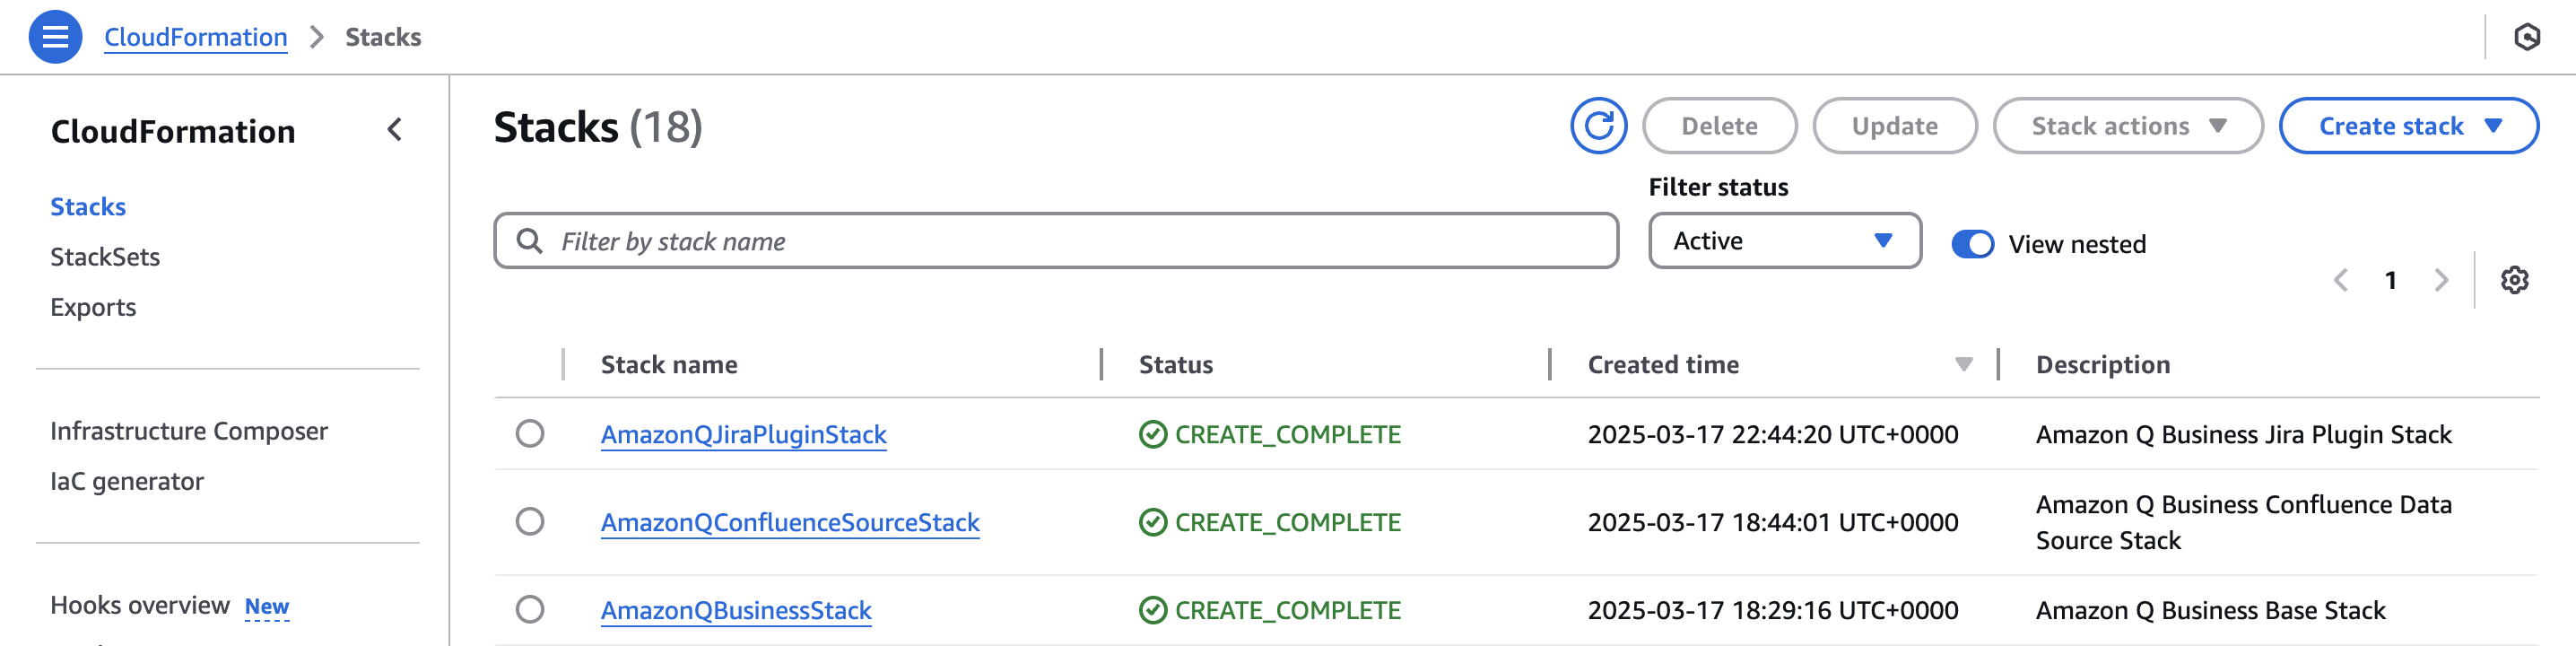 CloudFormation > Stacks
CloudFormation
Stacks
StackSets
Exports
Infrastructure Composer
IaC generator
Hooks overview New
Stacks (18)
Delete
Update
Stack actions
Create stack
Filter by stack name
Filter status
Active
View nested
1
Stack name Status Created time Description
AmazonQJiraPluginStack CREATE_COMPLETE 2025-03-17 22:44:20 UTC+0000 Amazon Q Business Jira Plugin Stack
AmazonQConfluenceSourceStack CREATE_COMPLETE 2025-03-17 18:44:01 UTC+0000 Amazon Q Business Confluence Data
Source Stack
AmazonQBusinessStack CREATE_COMPLETE 2025-03-17 18:29:16 UTC+0000 Amazon Q Business Base Stack